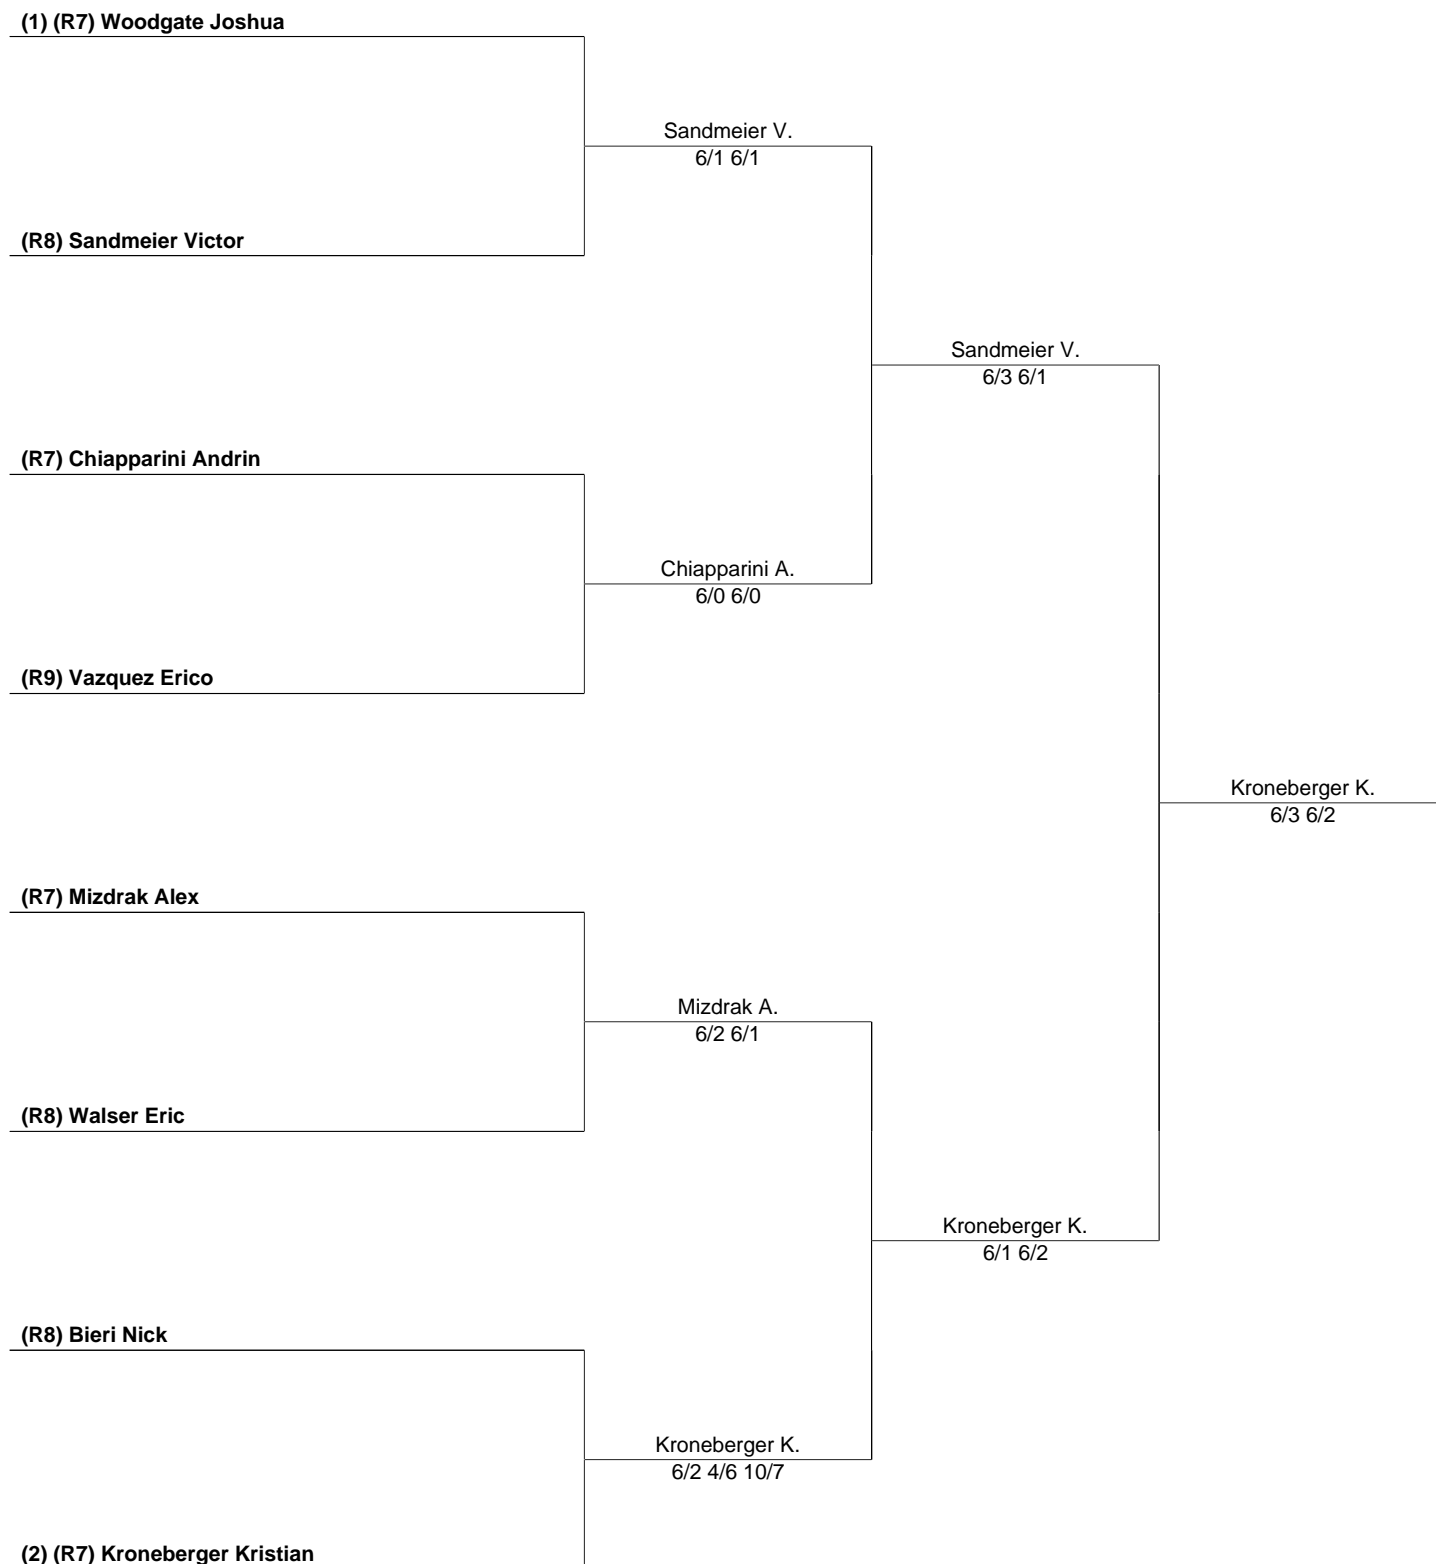 (1) (R7) Woodgate Joshua
Sandmeier V.
6/1 6/1
(R8) Sandmeier Victor
Sandmeier V.
6/3 6/1
(R7) Chiapparini Andrin
Chiapparini A.
6/0 6/0
(R9) Vazquez Erico
Kroneberger K.
6/3 6/2
(R7) Mizdrak Alex
Mizdrak A.
6/2 6/1
(R8) Walser Eric
Kroneberger K.
6/1 6/2
(R8) Bieri Nick
Kroneberger K.
6/2 4/6 10/7
(2) (R7) Kroneberger Kristian